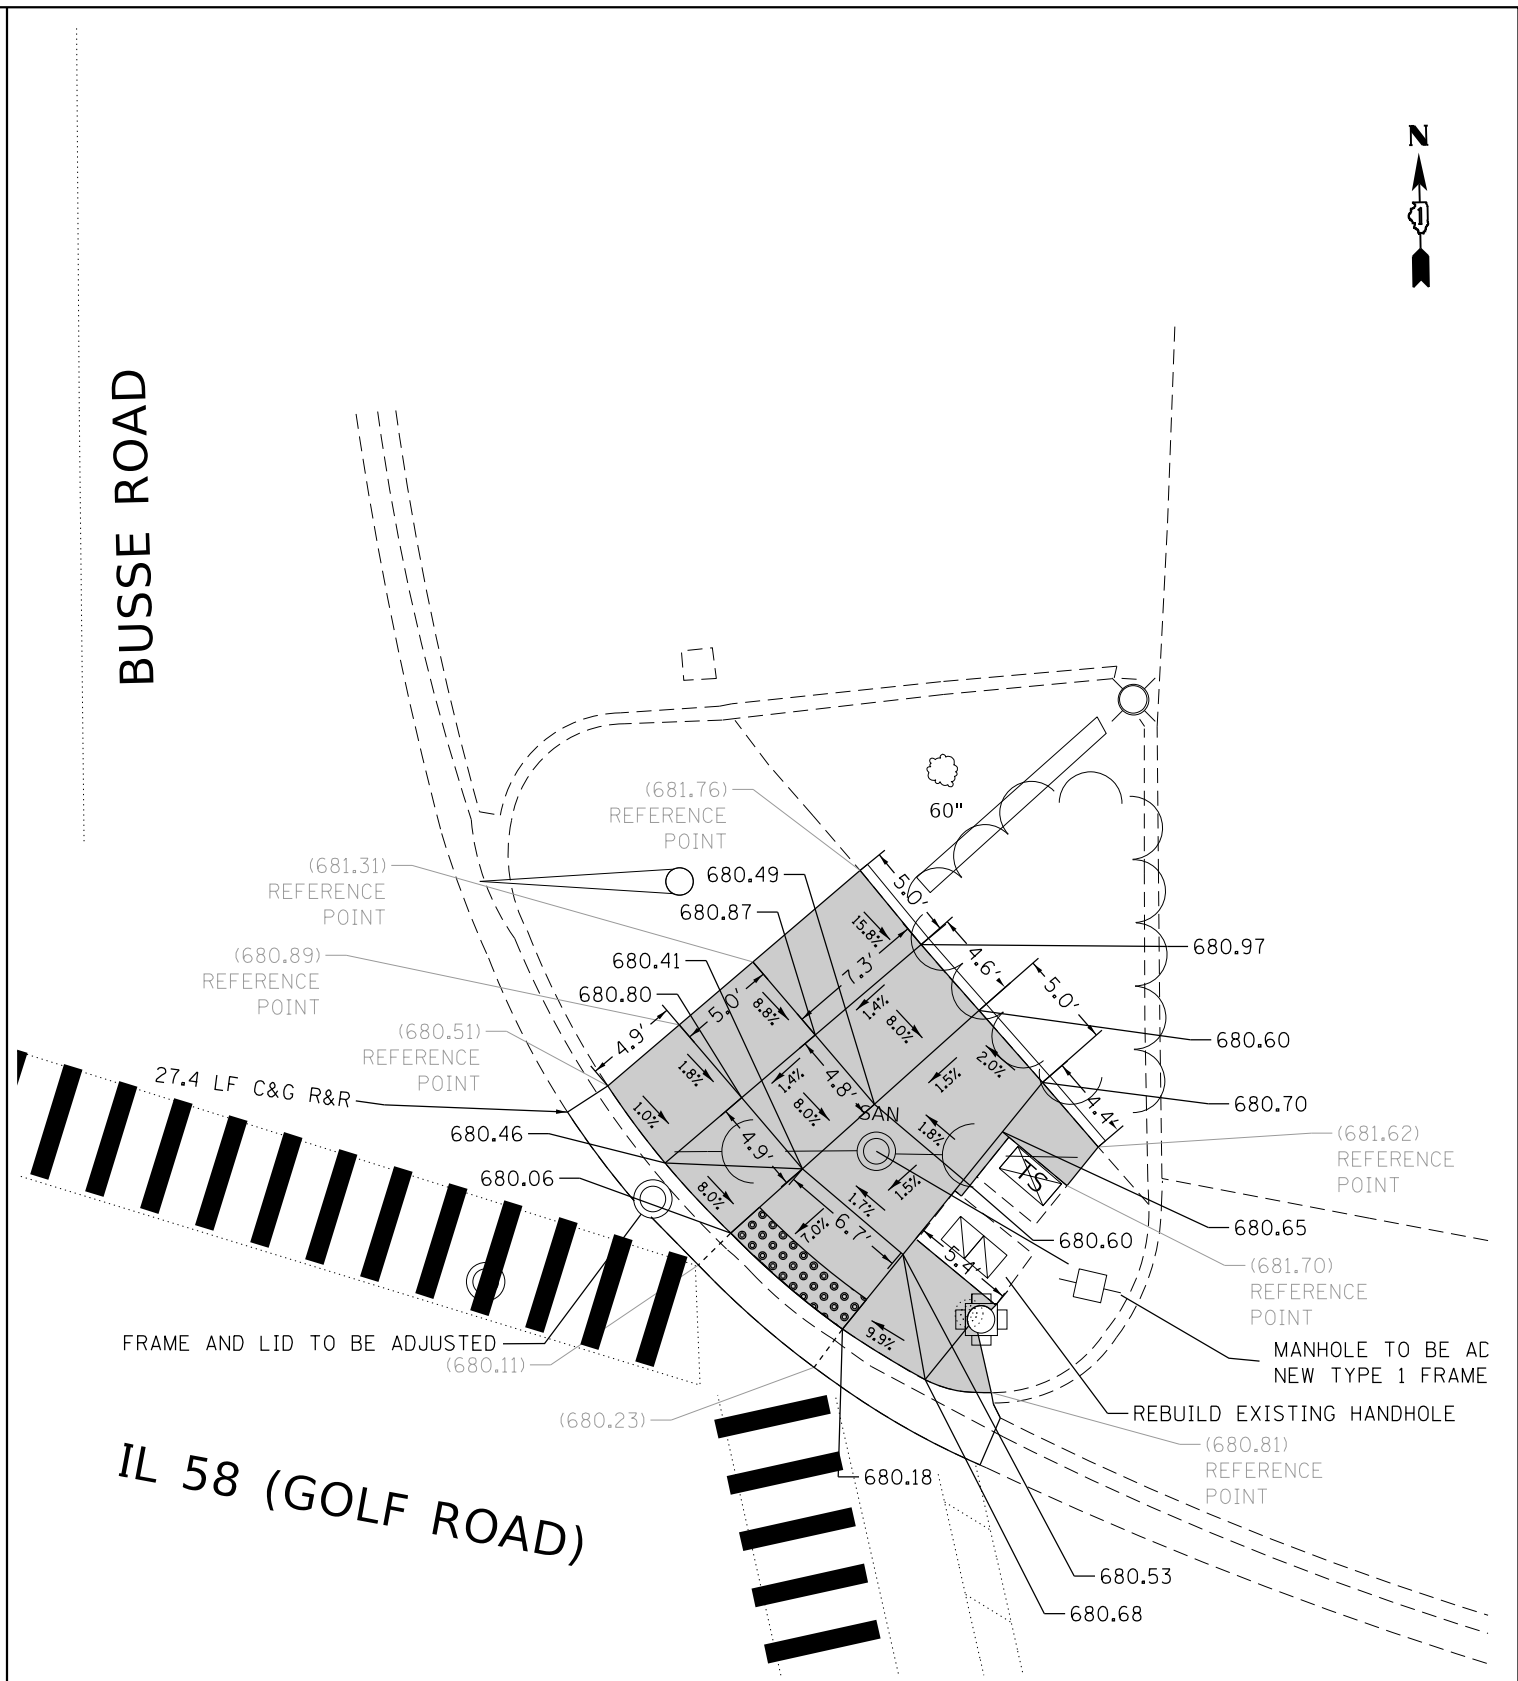 N
1
BUSSE ROAD
60"
(681.76)
REFERENCE
POINT
(681.31)
REFERENCE
POINT
680.49
680.87
5.0'
15.8%
680.97
(680.89)
REFERENCE
POINT
680.41
680.80
7.3'
4.6'
5.0'
5.0'
8.8%
1.4%
8.0%
(680.51)
REFERENCE
POINT
4.9'
680.60
1.8%
1.4%
8.0%
4.8'
1.5%
2.0%
27.4 LF C&G R&R
1.0%
SAN
680.70
4.4'
680.46
4.9'
1.8%
(681.62)
REFERENCE
POINT
680.06
8.0%
1.5%
1.7%
TS
7.0%
6.7'
680.65
680.60
5.4'
(681.70)
REFERENCE
POINT
FRAME AND LID TO BE ADJUSTED
(680.11)
9.9%
MANHOLE TO BE AD
NEW TYPE 1 FRAME
(680.23)
REBUILD EXISTING HANDHOLE
(680.81)
REFERENCE
POINT
680.18
IL 58 (GOLF ROAD)
680.53
680.68